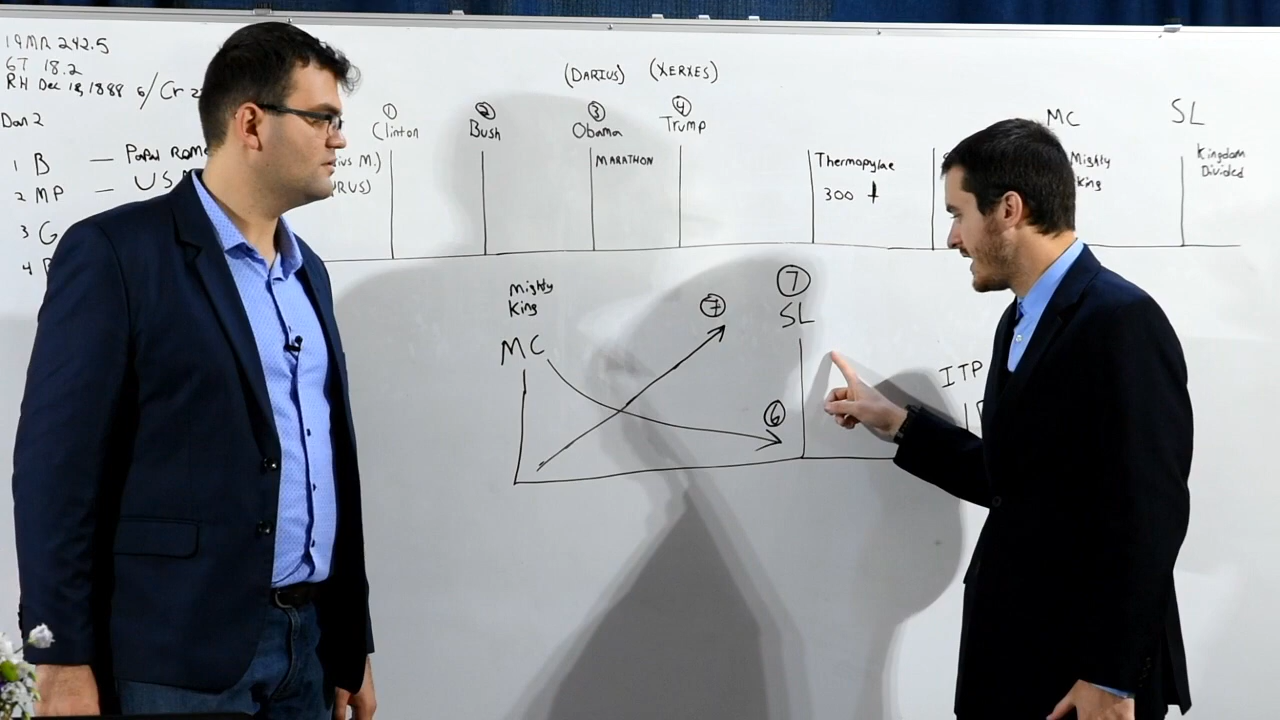 19MR 242.5
6T 18.2
RH Dec 18, 1888 6/Cr
Dan 2
1 B — Papal Rome
2 MP — US
3 G
4
M.)
(DARIUS) (XERXES)
① ② ③ ④
Clinton Bush Obama Trump
MARATHON
Thermopylae
300
MC SL
Mighty King
Kingdom Divided
Mighty
King
MC
⑦
⑦
SL
⑥
ITP